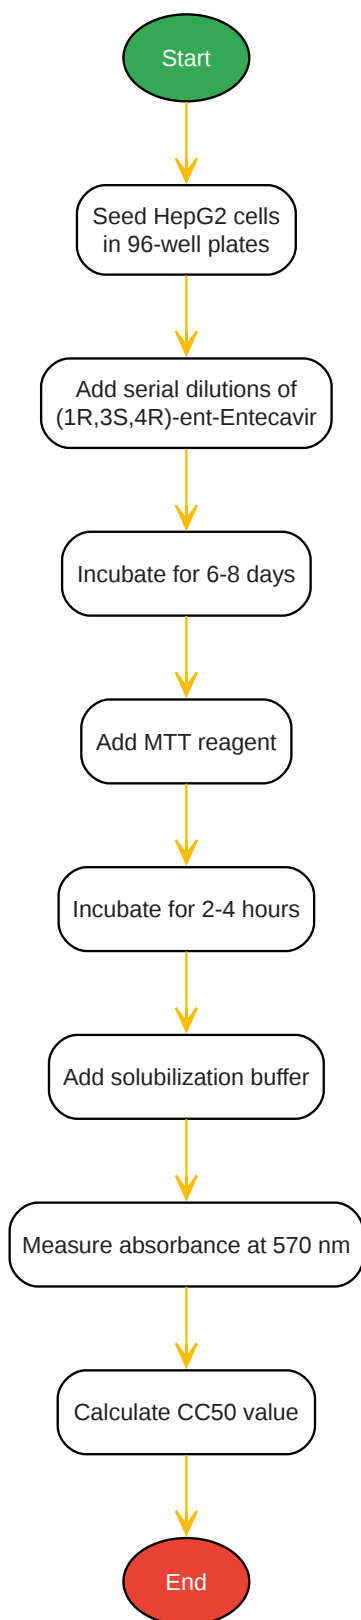 Start
Seed HepG2 cells
in 96-well plates
Add serial dilutions of
(1R,3S,4R)-ent-Entecavir
Incubate for 6-8 days
Add MTT reagent
Incubate for 2-4 hours
Add solubilization buffer
Measure absorbance at 570 nm
Calculate CC50 value
End